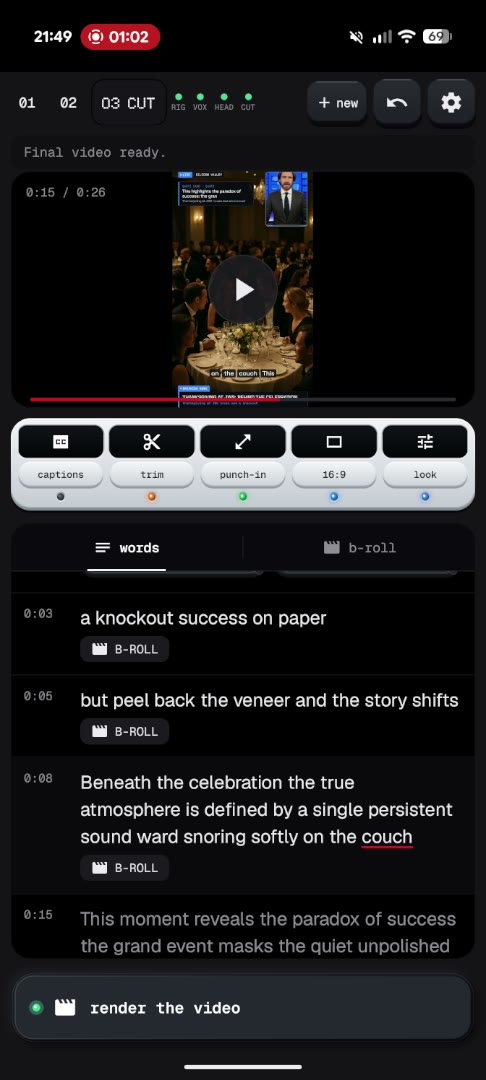 21:49
01:02
69
01
02
03 CUT
RIG VOX HEAD CUT
+ new
Final video ready.
0:15 / 0:26
This highlights the paradox of
success: the gran
on the couch This
CC
captions
trim
punch-in
16:9
look
words
b-roll
0:03
a knockout success on paper
B-ROLL
0:05
but peel back the veneer and the story shifts
B-ROLL
0:08
Beneath the celebration the true
atmosphere is defined by a single persistent
sound ward snoring softly on the couch
B-ROLL
0:15
This moment reveals the paradox of success
the grand event masks the quiet unpolished
render the video